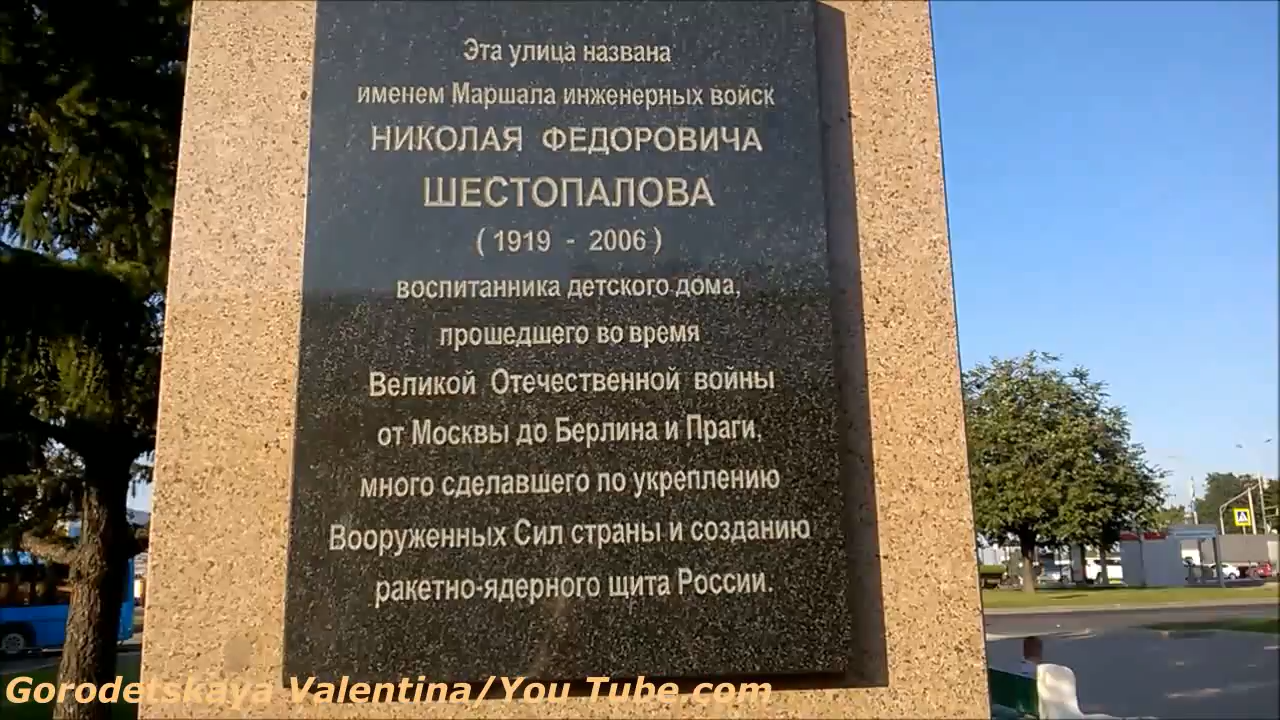 Эта улица названа
именем Маршала инженерных войск
НИКОЛАЯ ФЕДОРОВИЧА
ШЕСТОПАЛОВА
( 1919 - 2006 )
воспитанника детского дома,
прошедшего во время
Великой Отечественной войны
от Москвы до Берлина и Праги,
много сделавшего по укреплению
Вооруженных Сил страны и созданию
ракетно-ядерного щита России.
Gorodetskaya Valentina/You Tube.com